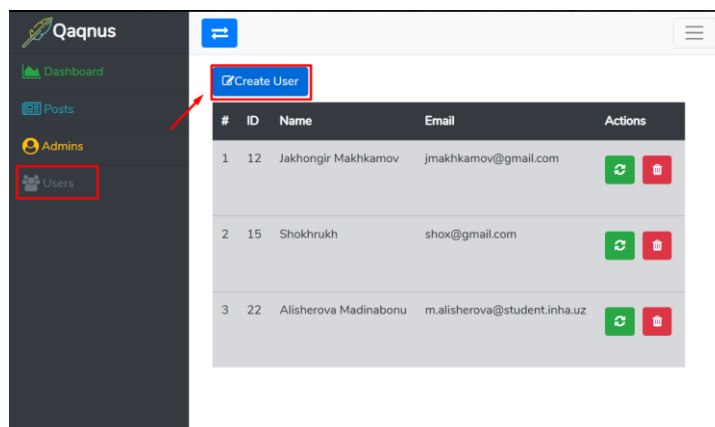 Qaqnus
Dashboard
Posts
Admins
Users
Create User
# ID Name Email Actions
1 12 Jakhongir Makhkamov jmakhkamov@gmail.com
2 15 Shokhrukh shox@gmail.com
3 22 Alisherova Madinabonu m.alisherova@student.inha.uz